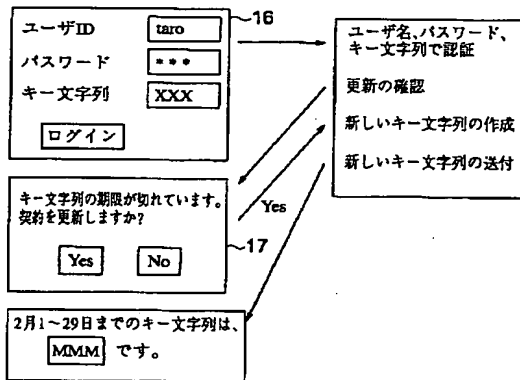 ユーザID taro
パスワード ***
キー文字列 XXX
ログイン
16
ユーザ名、パスワード、
キー文字列で認証
更新の確認
新しいキー文字列の作成
新しいキー文字列の送付
キー文字列の期限が切れています。
契約を更新しますか?
Yes No
17
Yes
2月1~29日までのキー文字列は、
MMM です。